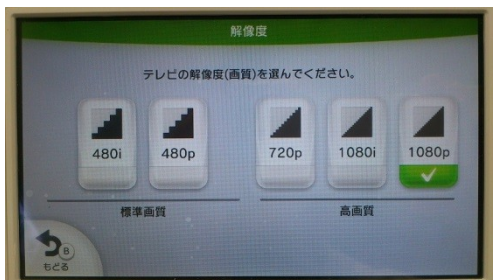 解像度
テレビの解像度(画質)を選んでください。
480i 480p 720p 1080i 1080p
標準画質 高画質
B
もどる